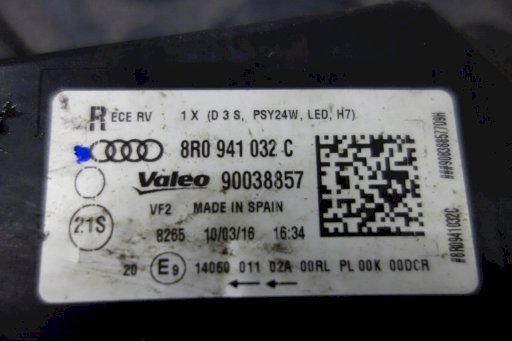 R ECE RV 1 X (D3S, PSY24W, LED, H7)
8R0 941 032 C
Valeo 90038857
21S VF2 MADE IN SPAIN
8265 10/03/16 16:34
20 E9 14060 011 02A 00RL PL 00K 00DCR
#8R0941032C ###90038857709H